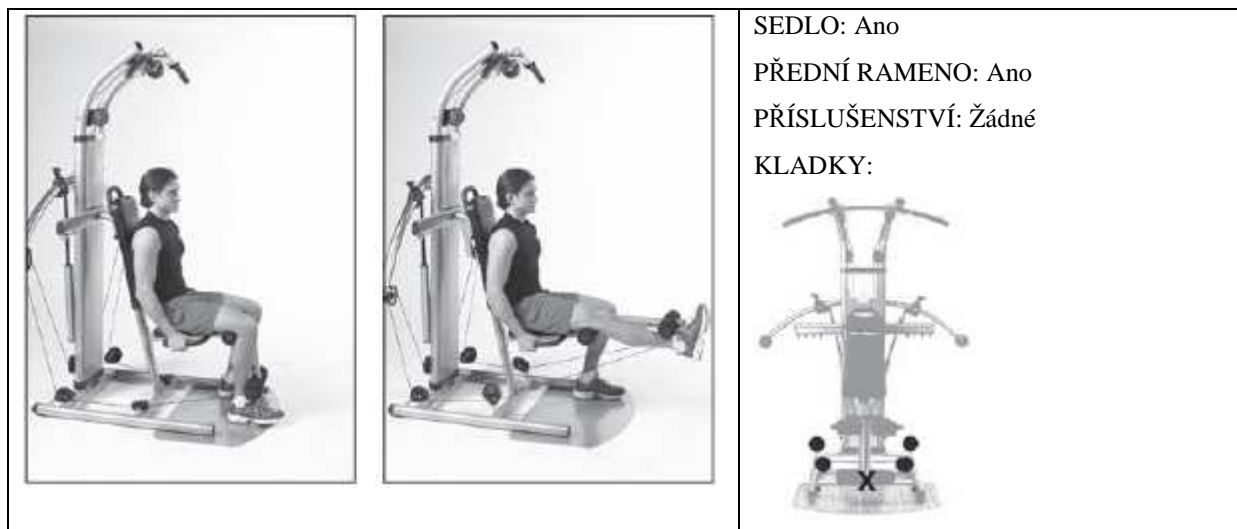 SEDLO: Ano
PŘEDNÍ RAMENO: Ano
PŘÍSLUŠENSTVÍ: Žádné
KLADKY:
X